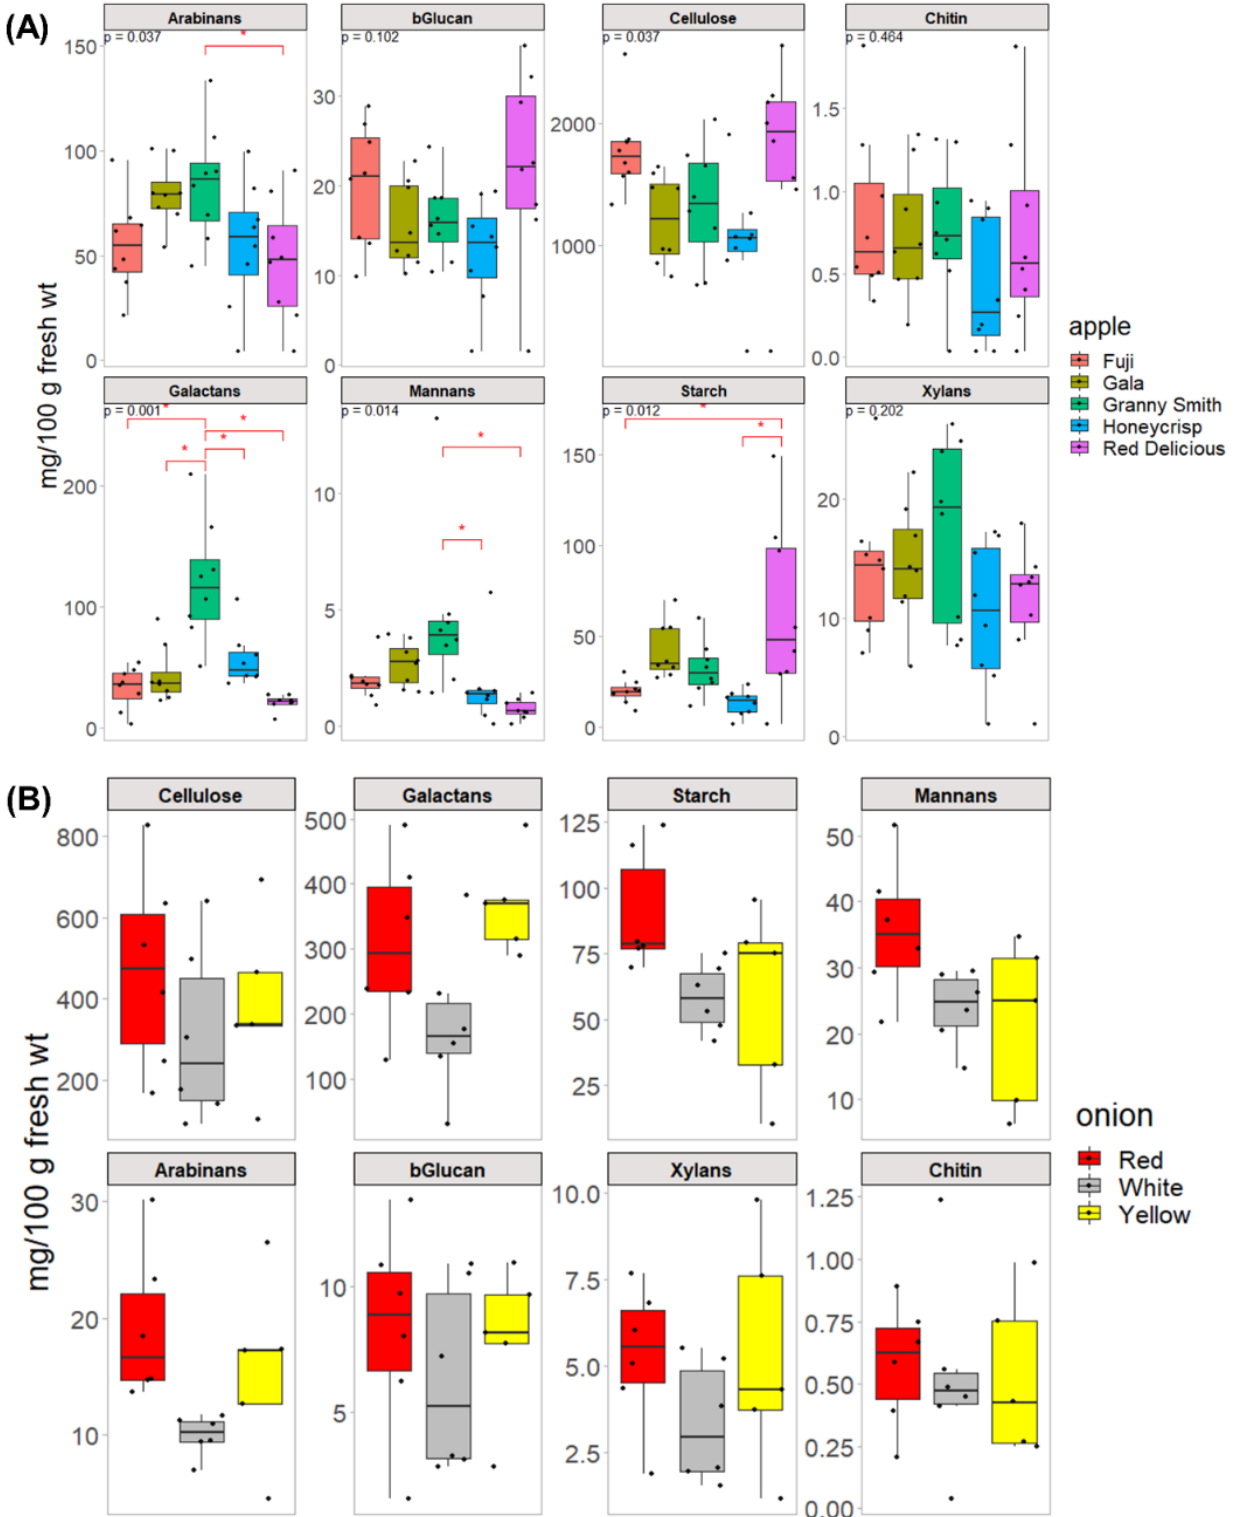 (A)
Arabinans bGlucan Cellulose Chitin
p = 0.037 p = 0.102 p = 0.037 p = 0.464
*
150 100 50 0
30 20 10 0
2000 1000
1.5 1.0 0.5 0.0
mg/100 g fresh wt
Galactans Mannans Starch Xylans
p = 0.001 p = 0.014 p = 0.012 p = 0.202
* * * *
* *
* *
200 100 0
10 5 0
150 100 50 0
20 10 0
apple
Fuji
Gala
Granny Smith
Honeycrisp
Red Delicious
(B)
Cellulose Galactans Starch Mannans
800 600 400 200
500 400 300 200 100
125 100 75 50 25
50 40 30 20 10
mg/100 g fresh wt
Arabinans bGlucan Xylans Chitin
30 20 10
10 5
10.0 7.5 5.0 2.5
1.25 1.00 0.75 0.50 0.25 0.00
onion
Red
White
Yellow